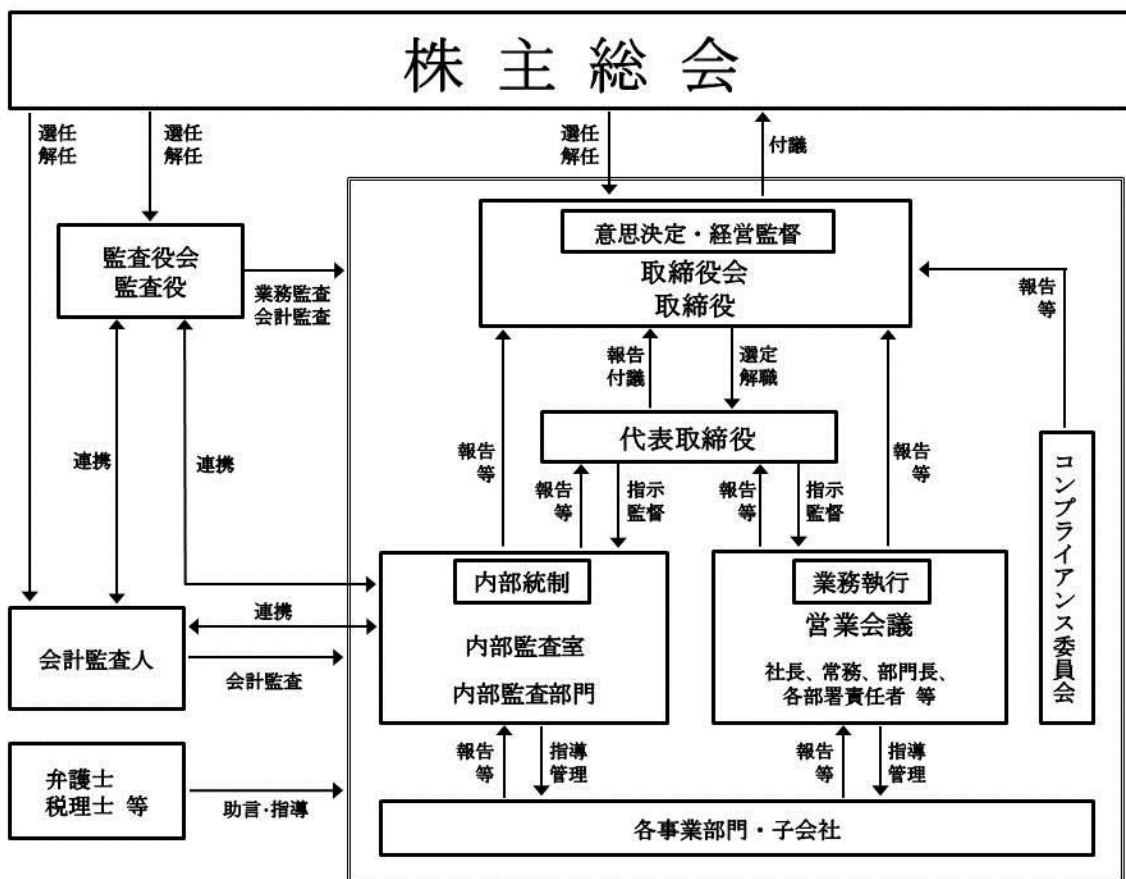 株主総会
選任
解任
選任
解任
選任
解任
付議
監査役会
監査役
業務監査
会計監査
意思決定・経営監督
取締役会
取締役
報告
等
報告
付議
選定
解職
代表取締役
連携
連携
報告
等
報告
等
報告
等
指示
監督
報告
等
指示
監督
コンプライアンス委員会
内部統制
内部監査室
内部監査部門
業務執行
営業会議
社長、常務、部門長、
各部署責任者 等
連携
会計監査人
会計監査
報告
等
指導
管理
報告
等
指導
管理
弁護士
税理士 等
助言・指導
各事業部門・子会社